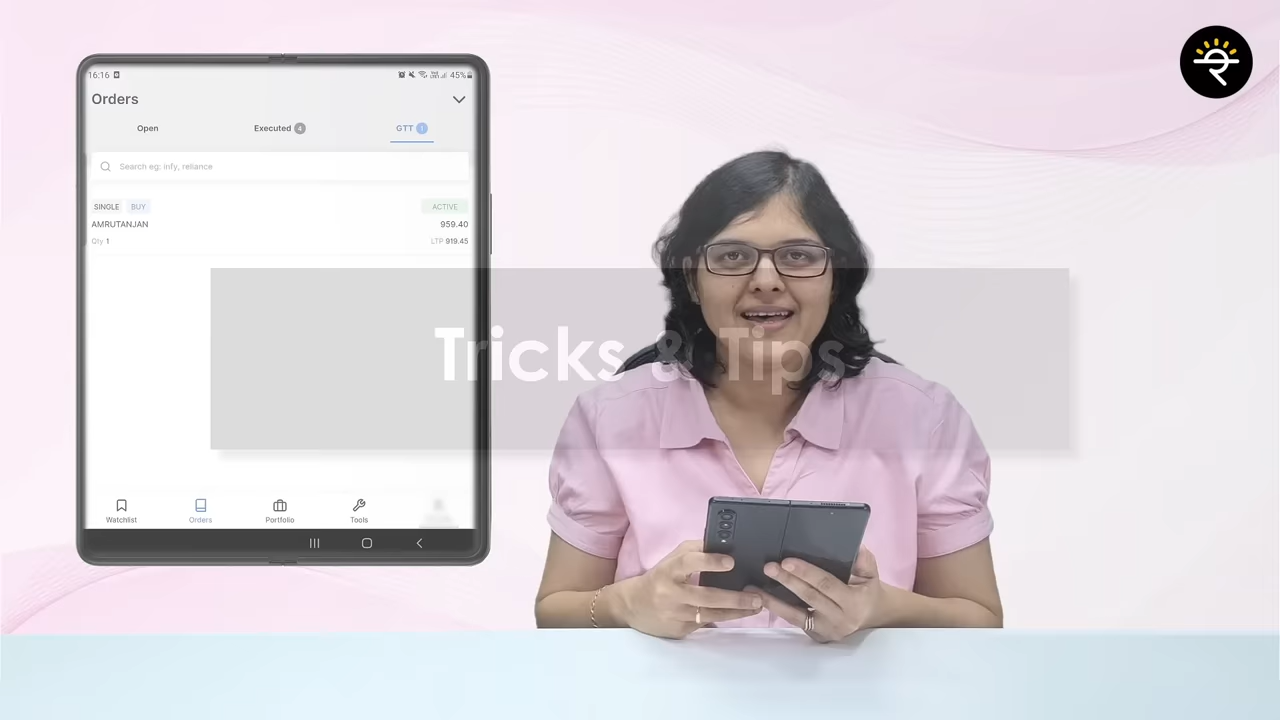 16:16
45%
Orders
Open
Executed 4
GTT 1
Search eg: infy, reliance
SINGLE BUY
ACTIVE
AMRUTANJAN
959.40
Qty 1
LTP 919.45
Tricks & Tips
Watchlist
Orders
Portfolio
Tools